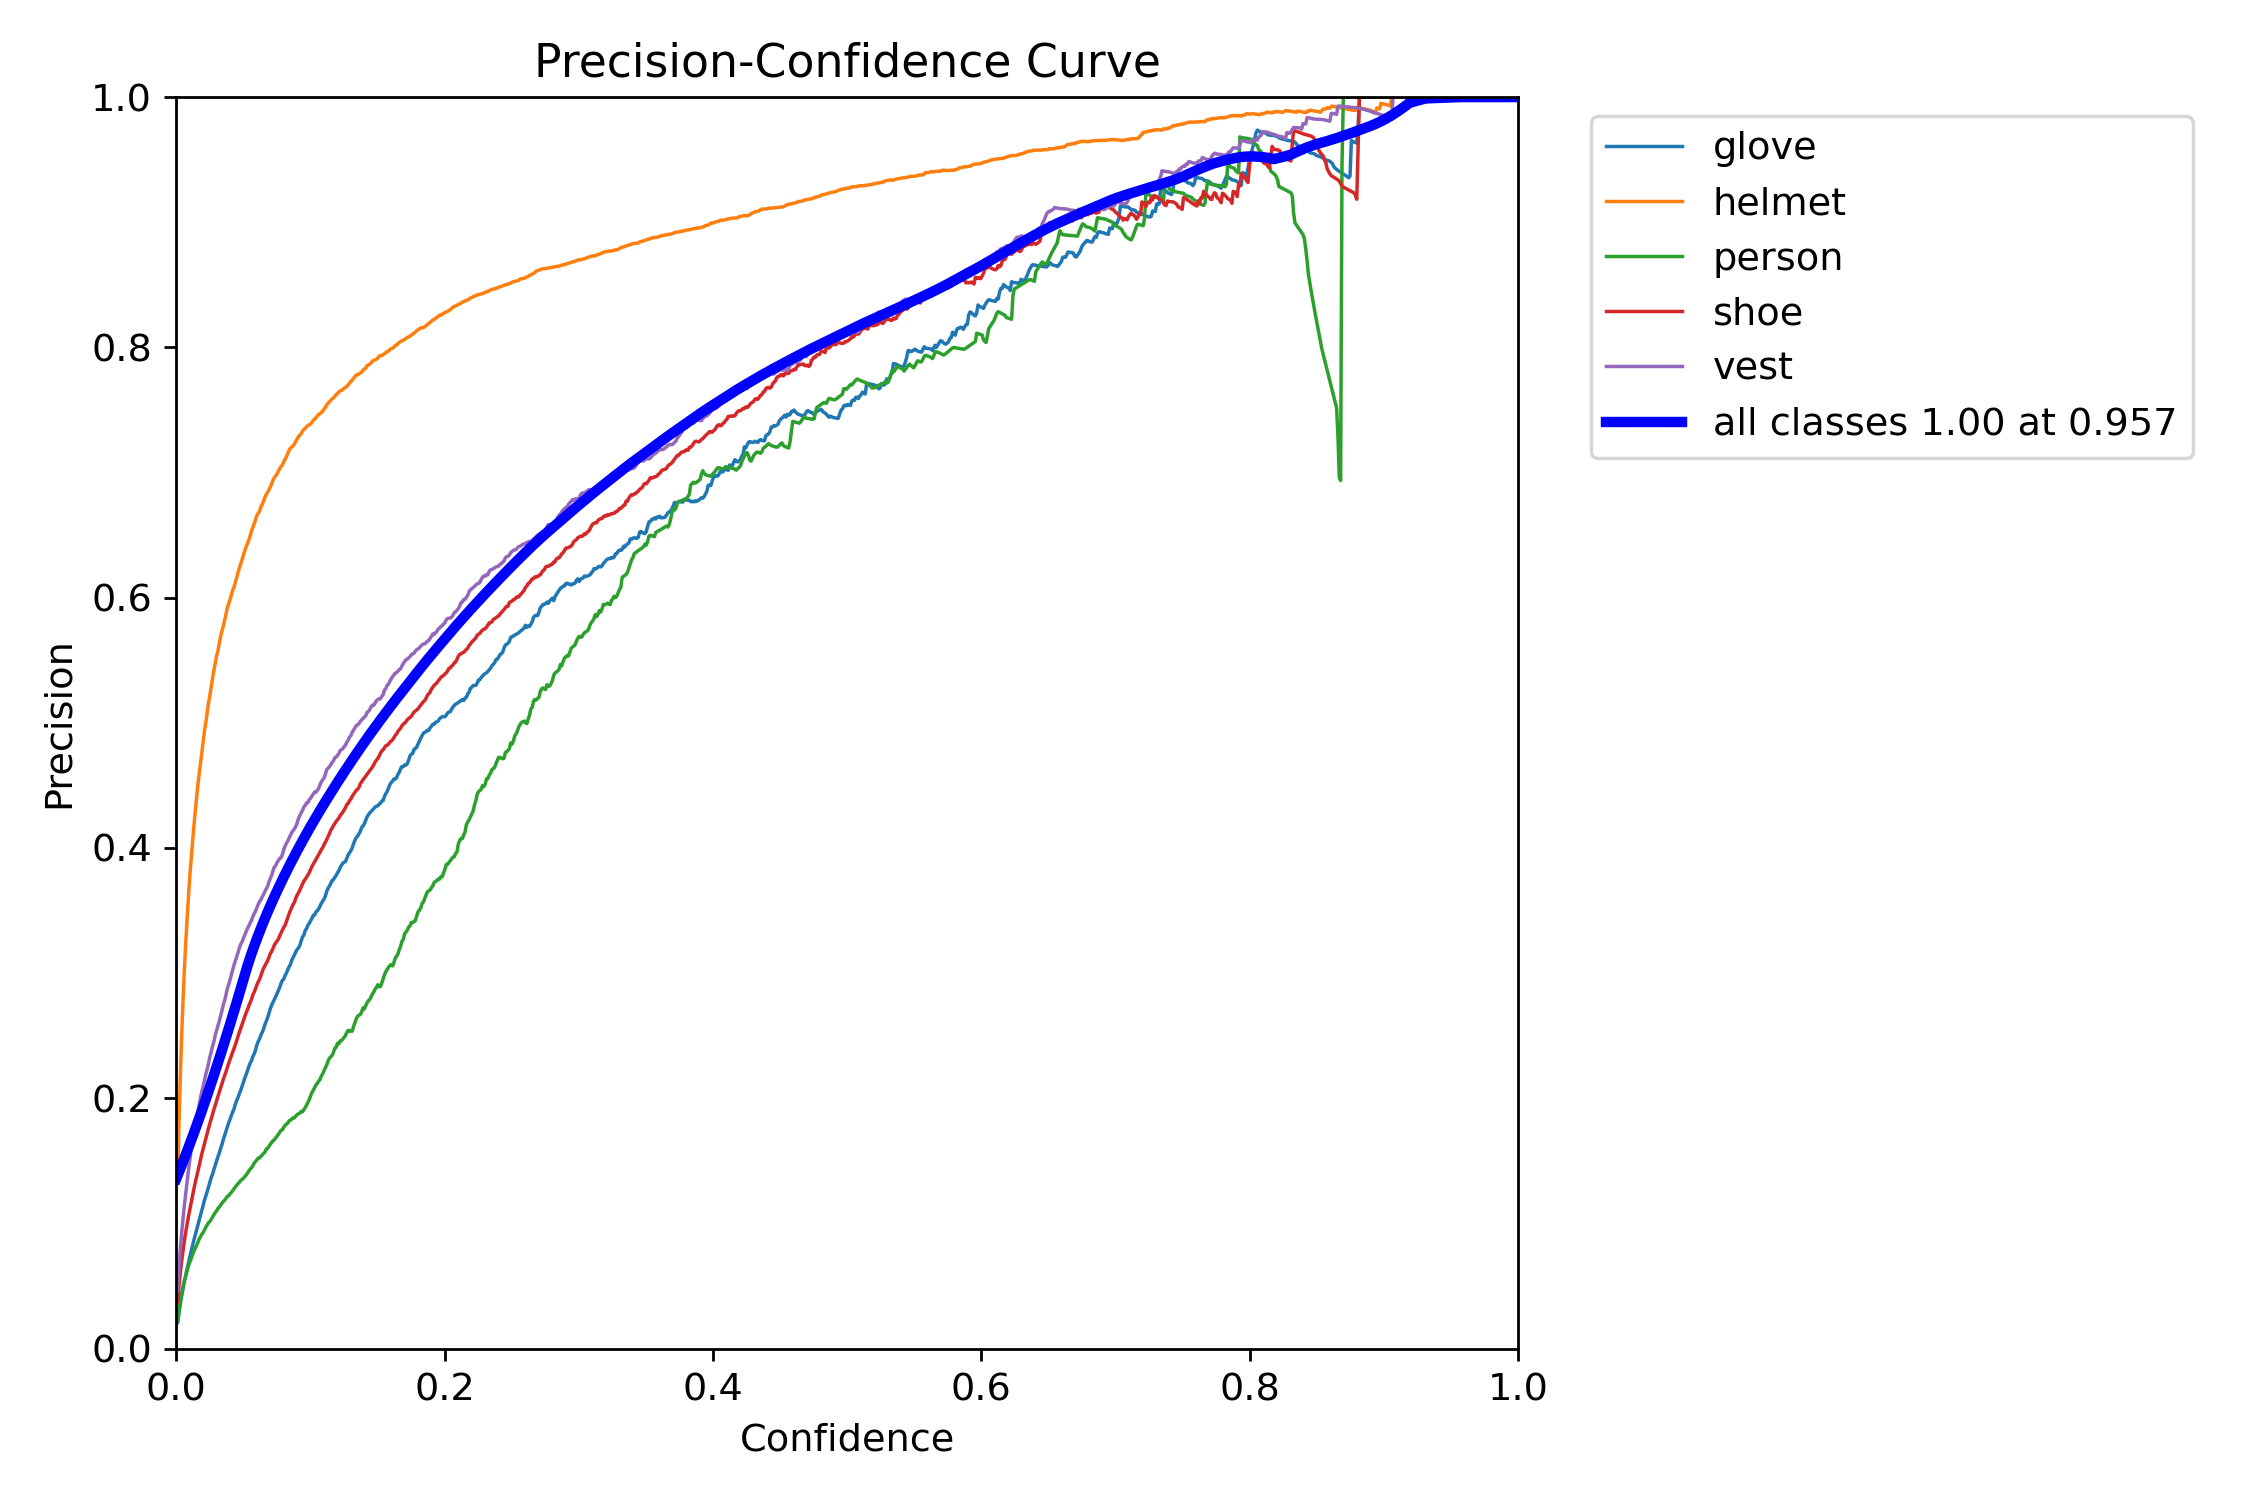 Precision-Confidence Curve
1.0
0.8
0.6
0.4
0.2
0.0
Precision
0.0 0.2 0.4 0.6 0.8 1.0
Confidence
glove
helmet
person
shoe
vest
all classes 1.00 at 0.957